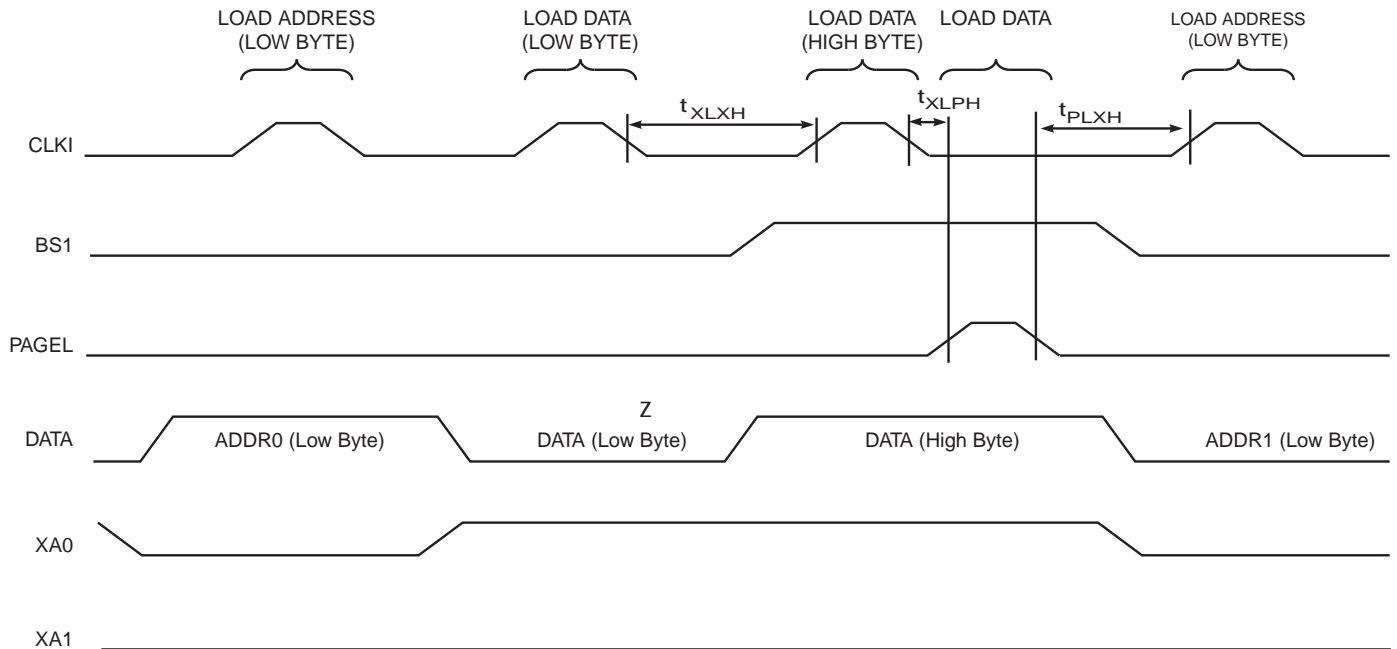 LOAD ADDRESS
(LOW BYTE)
LOAD DATA
(LOW BYTE)
LOAD DATA
(HIGH BYTE)
LOAD DATA
LOAD ADDRESS
(LOW BYTE)
tXLXH
tXLPH
tPLXH
CLKI
BS1
PAGEL
z
DATA
ADDR0 (Low Byte)
DATA (Low Byte)
DATA (High Byte)
ADDR1 (Low Byte)
XA0
XA1